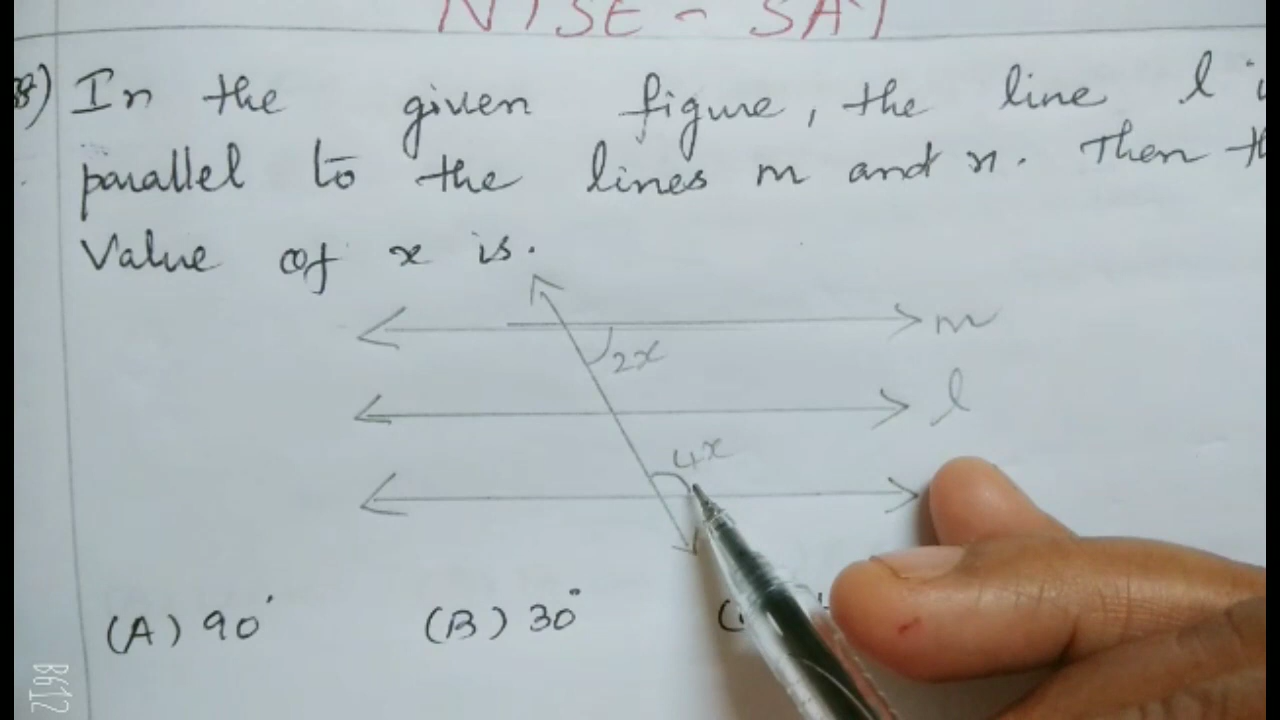 NTSE - SAT
8) In the given figure, the line l
parallel to the lines m and n. Then
Value of x is.
m
2x
l
4x
(A) 90° (B) 30°
B612